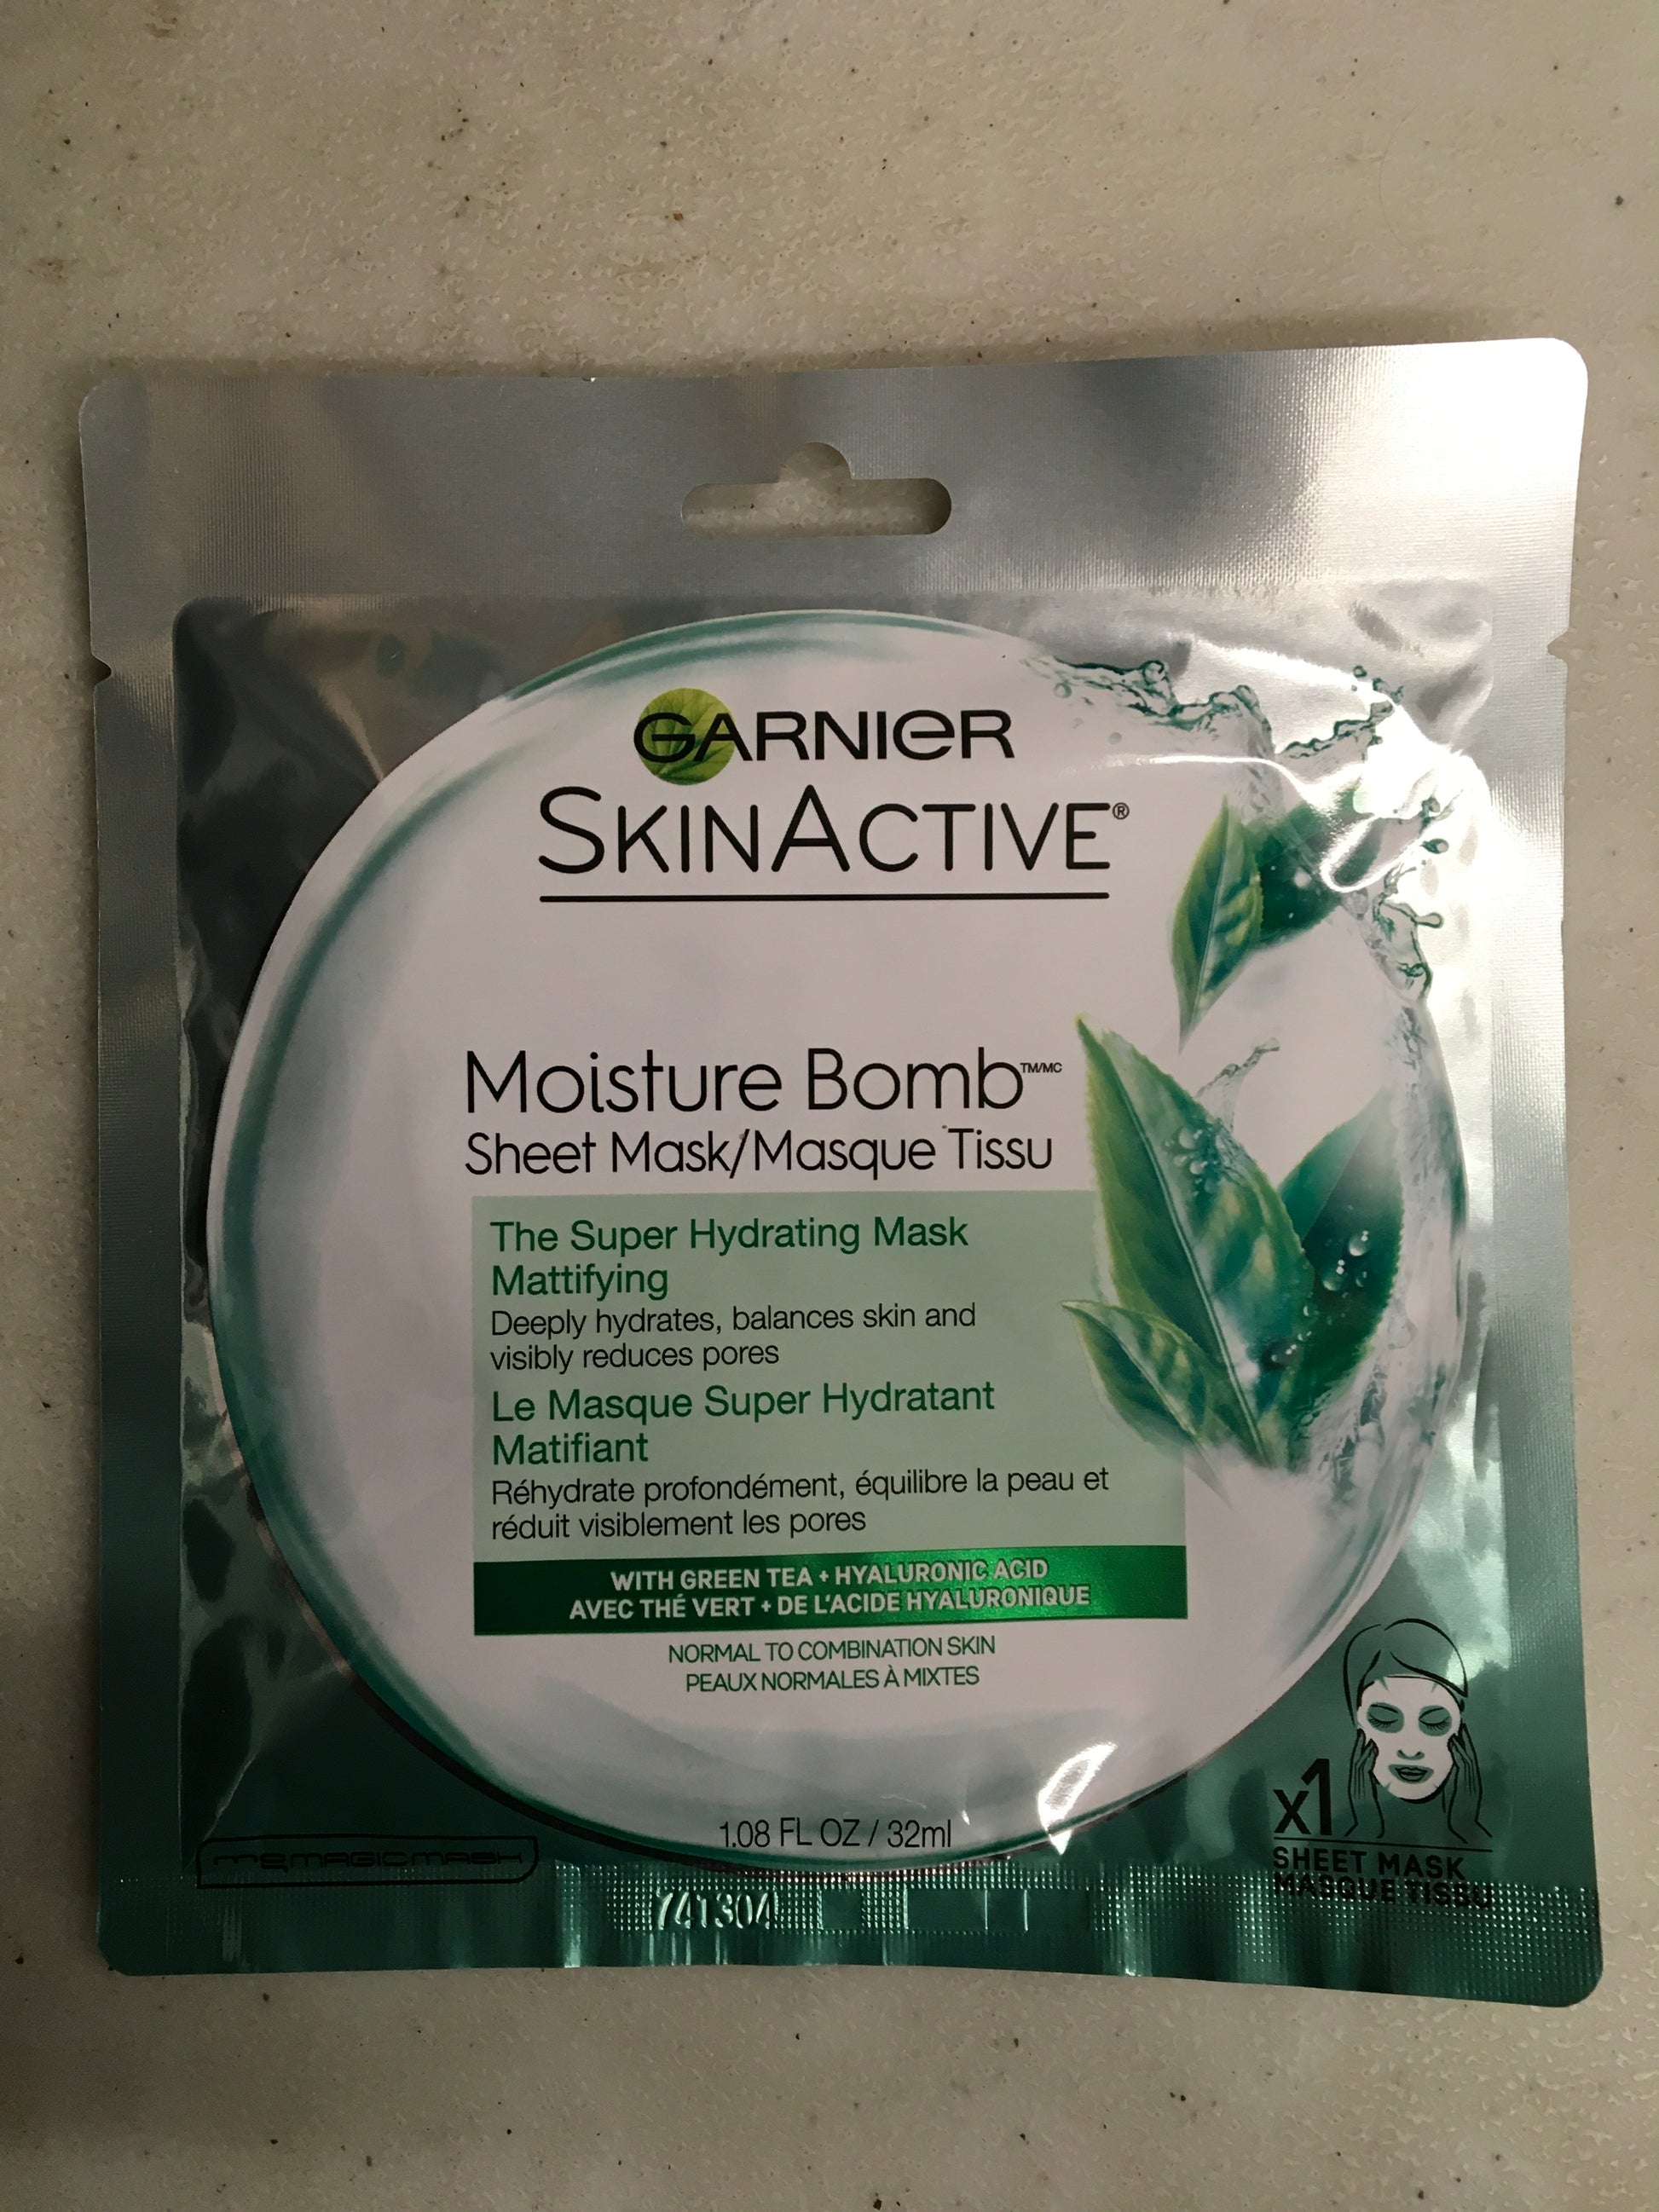 GARNIER
SKINACTIVE®
Moisture Bomb™/MC
Sheet Mask/Masque Tissu
The Super Hydrating Mask
Mattifying
Deeply hydrates, balances skin and
visibly reduces pores
Le Masque Super Hydratant
Matifiant
Réhydrate profondément, équilibre la peau et
réduit visiblement les pores
WITH GREEN TEA + HYALURONIC ACID
AVEC THÉ VERT + DE L'ACIDE HYALURONIQUE
NORMAL TO COMBINATION SKIN
PEAUX NORMALES À MIXTES
1.08 FL OZ / 32ml
x1
SHEET MASK
MASQUE TISSU
MAGIC MASK
741304